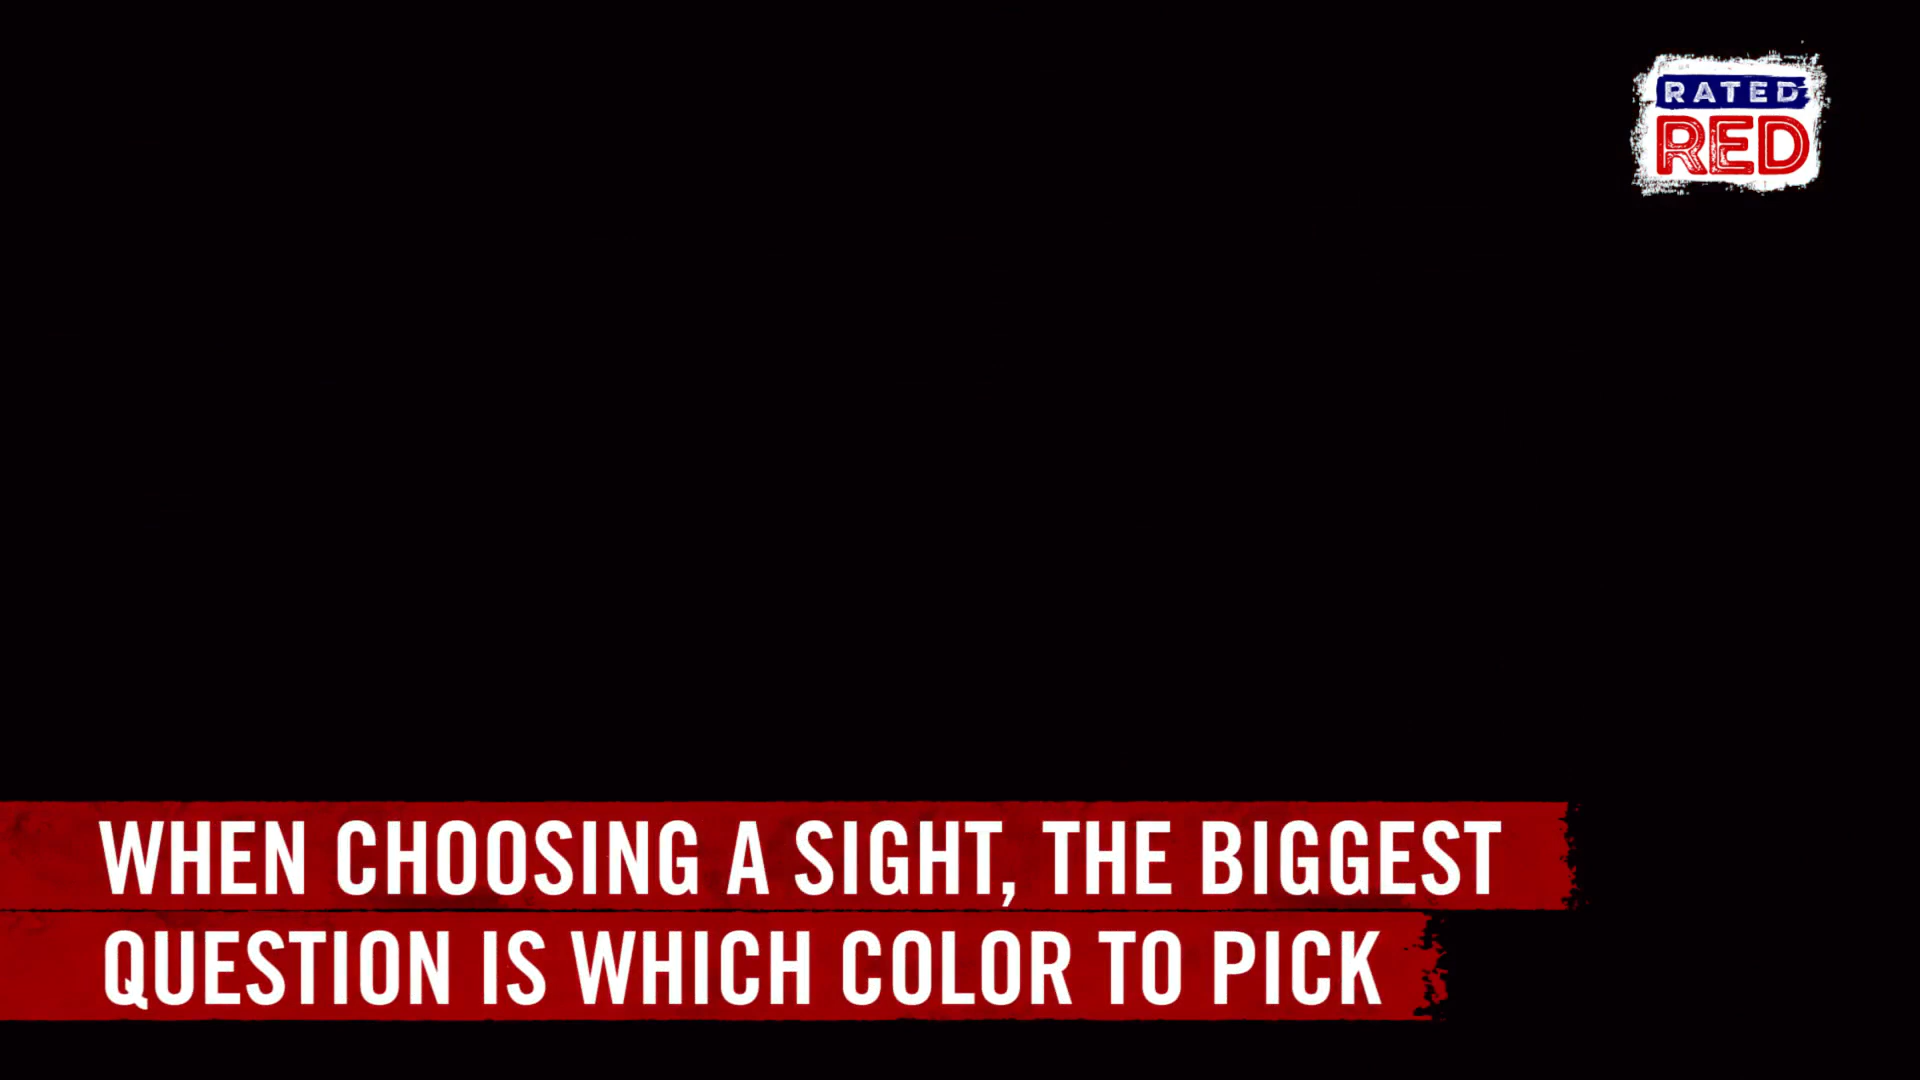 RATED
RED
WHEN CHOOSING A SIGHT, THE BIGGEST
QUESTION IS WHICH COLOR TO PICK